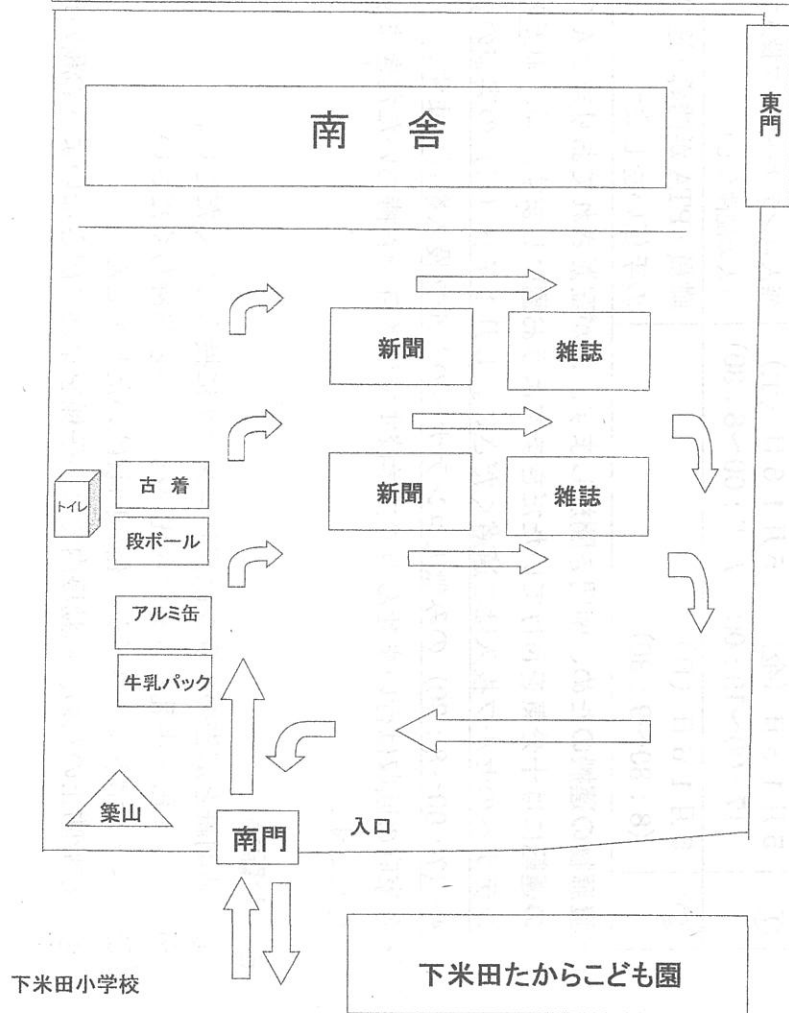 南 舎
東門
新聞
雑誌
新聞
雑誌
トイレ
古 着
段ボール
アルミ缶
牛乳パック
築山
南門
入口
下米田小学校
下米田たからこども園